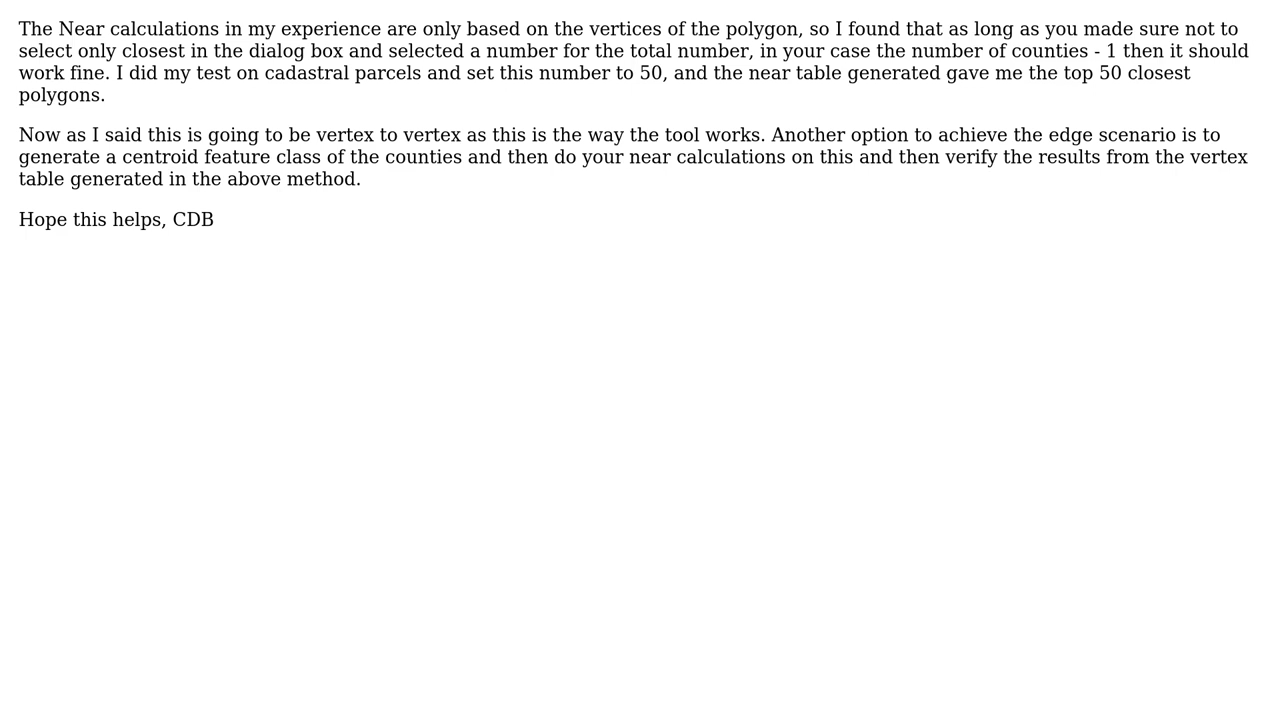 The Near calculations in my experience are only based on the vertices of the polygon, so I found that as long as you made sure not to
select only closest in the dialog box and selected a number for the total number, in your case the number of counties - 1 then it should
work fine. I did my test on cadastral parcels and set this number to 50, and the near table generated gave me the top 50 closest
polygons.
Now as I said this is going to be vertex to vertex as this is the way the tool works. Another option to achieve the edge scenario is to
generate a centroid feature class of the counties and then do your near calculations on this and then verify the results from the vertex
table generated in the above method.
Hope this helps, CDB